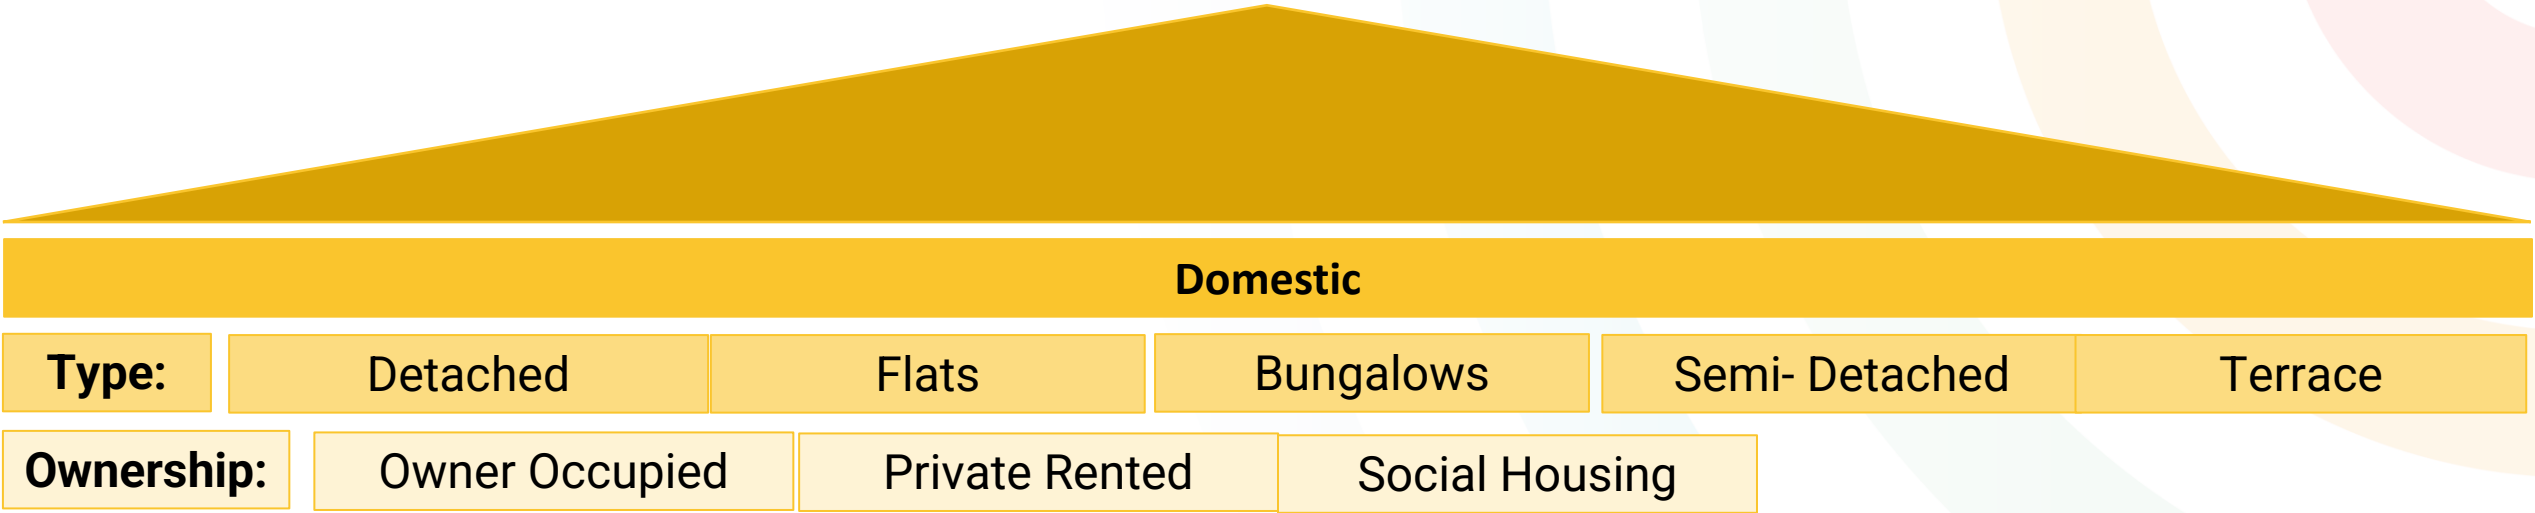 Domestic
Type: Detached Flats Bungalows Semi- Detached Terrace
Ownership: Owner Occupied Private Rented Social Housing